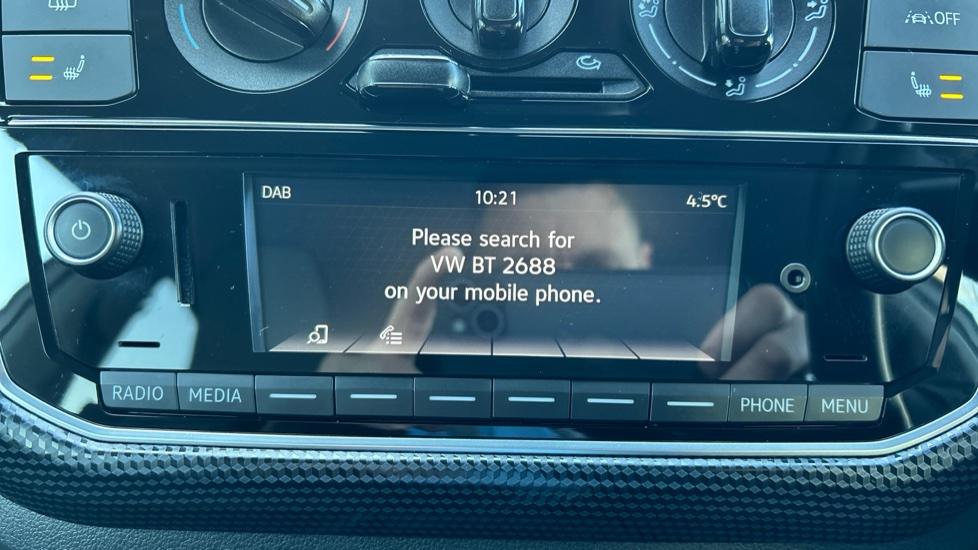 OFF
DAB
10:21
4.5°C
Please search for
VW BT 2688
on your mobile phone.
RADIO
MEDIA
PHONE
MENU